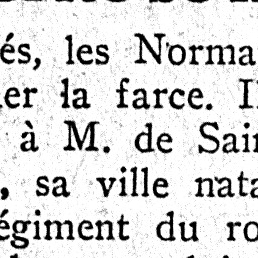 és, les Norma
er la farce. I
à M. de Sai
, sa ville nata
égiment du ro